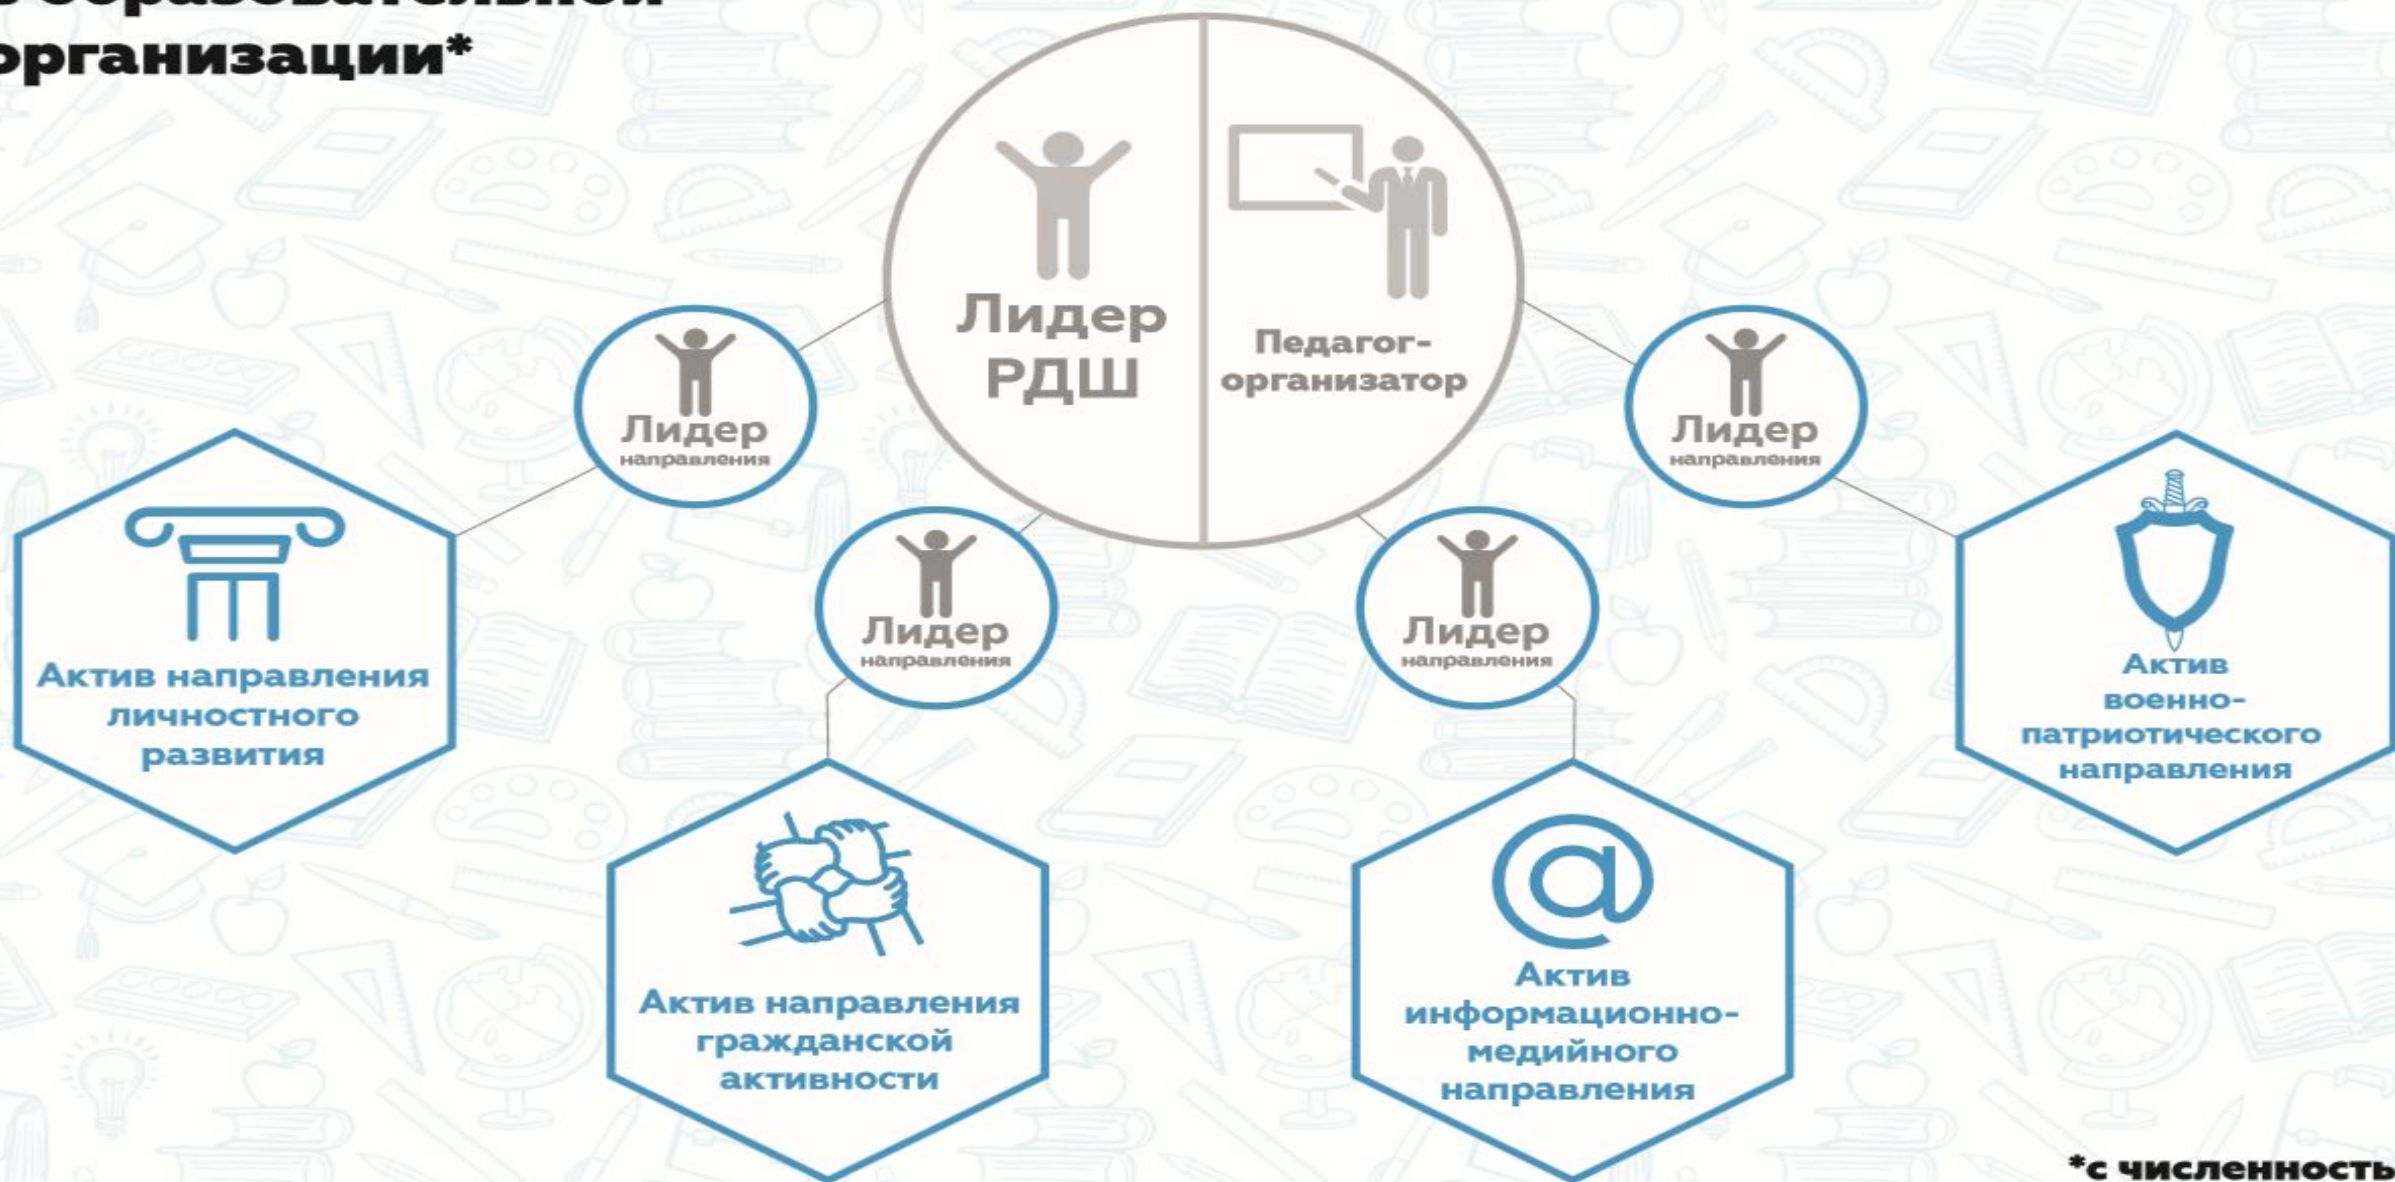 образовательной
организации*
Лидер
РДШ
Педагог-
организатор
Лидер
направления
Лидер
направления
Лидер
направления
Лидер
направления
Актив направления
личностного
развития
Актив направления
гражданской
активности
Актив
информационно-
медийного
направления
Актив
военно-
патриотического
направления
*с численность